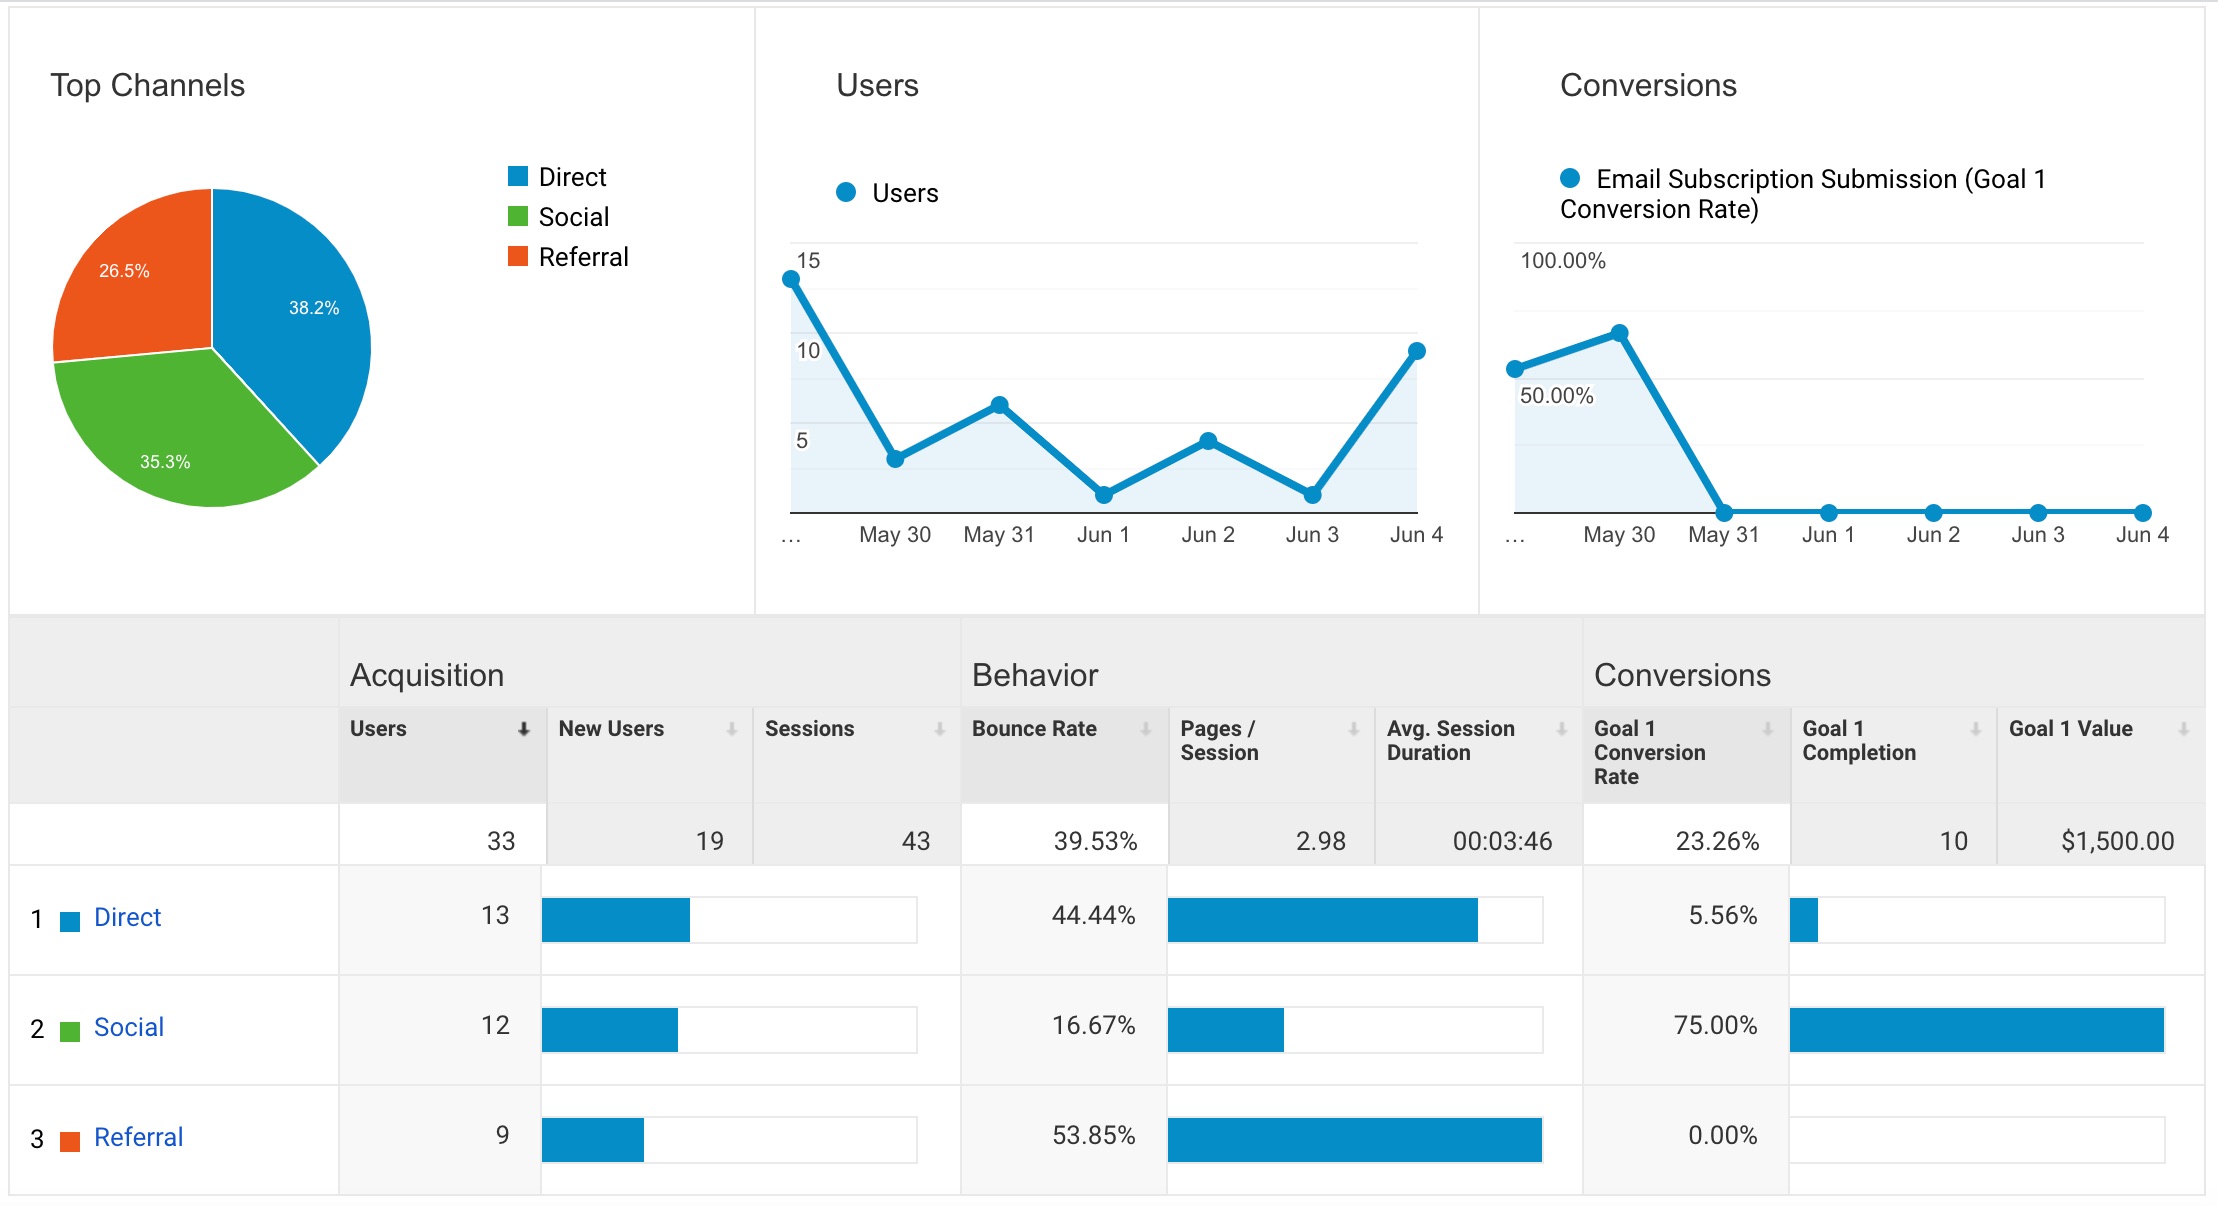 Top Channels
Direct
Social
Referral
26.5%
38.2%
35.3%
Users
Users
15
10
5
...
May 30
May 31
Jun 1
Jun 2
Jun 3
Jun 4
Conversions
Email Subscription Submission (Goal 1
Conversion Rate)
100.00%
50.00%
...
May 30
May 31
Jun 1
Jun 2
Jun 3
Jun 4
Acquisition
Behavior
Conversions
Users
New Users
Sessions
Bounce Rate
Pages /
Session
Avg. Session
Duration
Goal 1
Conversion
Rate
Goal 1
Completion
Goal 1 Value
33 19 43 39.53% 2.98 00:03:46 23.26% 10 $1,500.00
1 Direct 13 44.44% 5.56%
2 Social 12 16.67% 75.00%
3 Referral 9 53.85% 0.00%